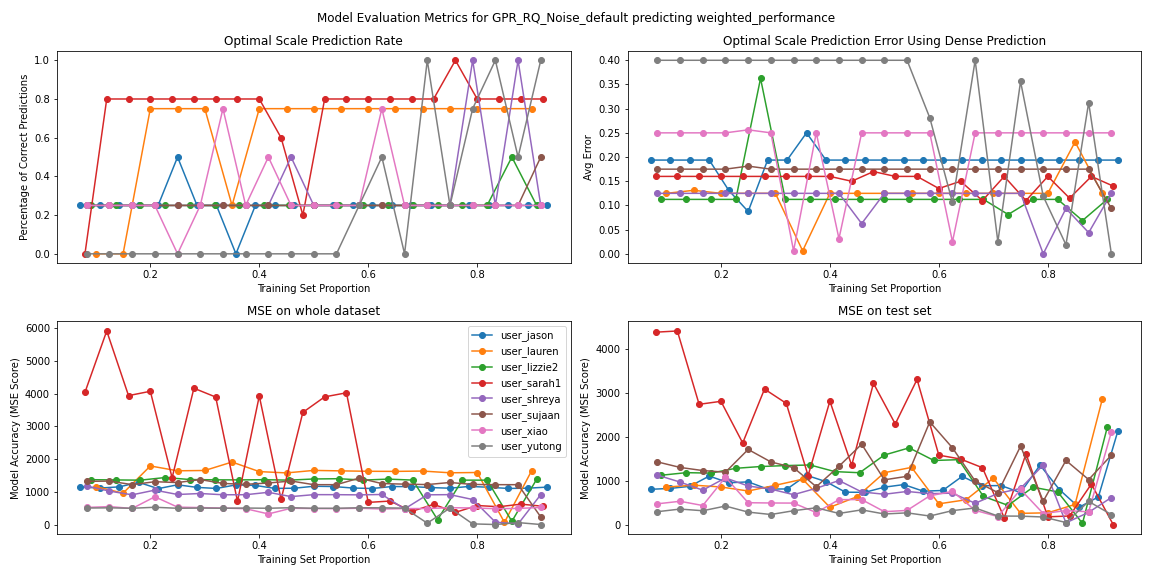 Model Evaluation Metrics for GPR_RQ_Noise_default predicting weighted_performance
Optimal Scale Prediction Rate
Percentage of Correct Predictions
1.0
0.8
0.6
0.4
0.2
0.0
0.2 0.4 0.6 0.8
Training Set Proportion
Optimal Scale Prediction Error Using Dense Prediction
Avg Error
0.40
0.35
0.30
0.25
0.20
0.15
0.10
0.05
0.00
0.2 0.4 0.6 0.8
Training Set Proportion
MSE on whole dataset
Model Accuracy (MSE Score)
6000
5000
4000
3000
2000
1000
0
0.2 0.4 0.6 0.8
Training Set Proportion
user_jason
user_lauren
user_lizzie2
user_sarah1
user_shreya
user_sujaan
user_xiao
user_yutong
MSE on test set
Model Accuracy (MSE Score)
4000
3000
2000
1000
0
0.2 0.4 0.6 0.8
Training Set Proportion